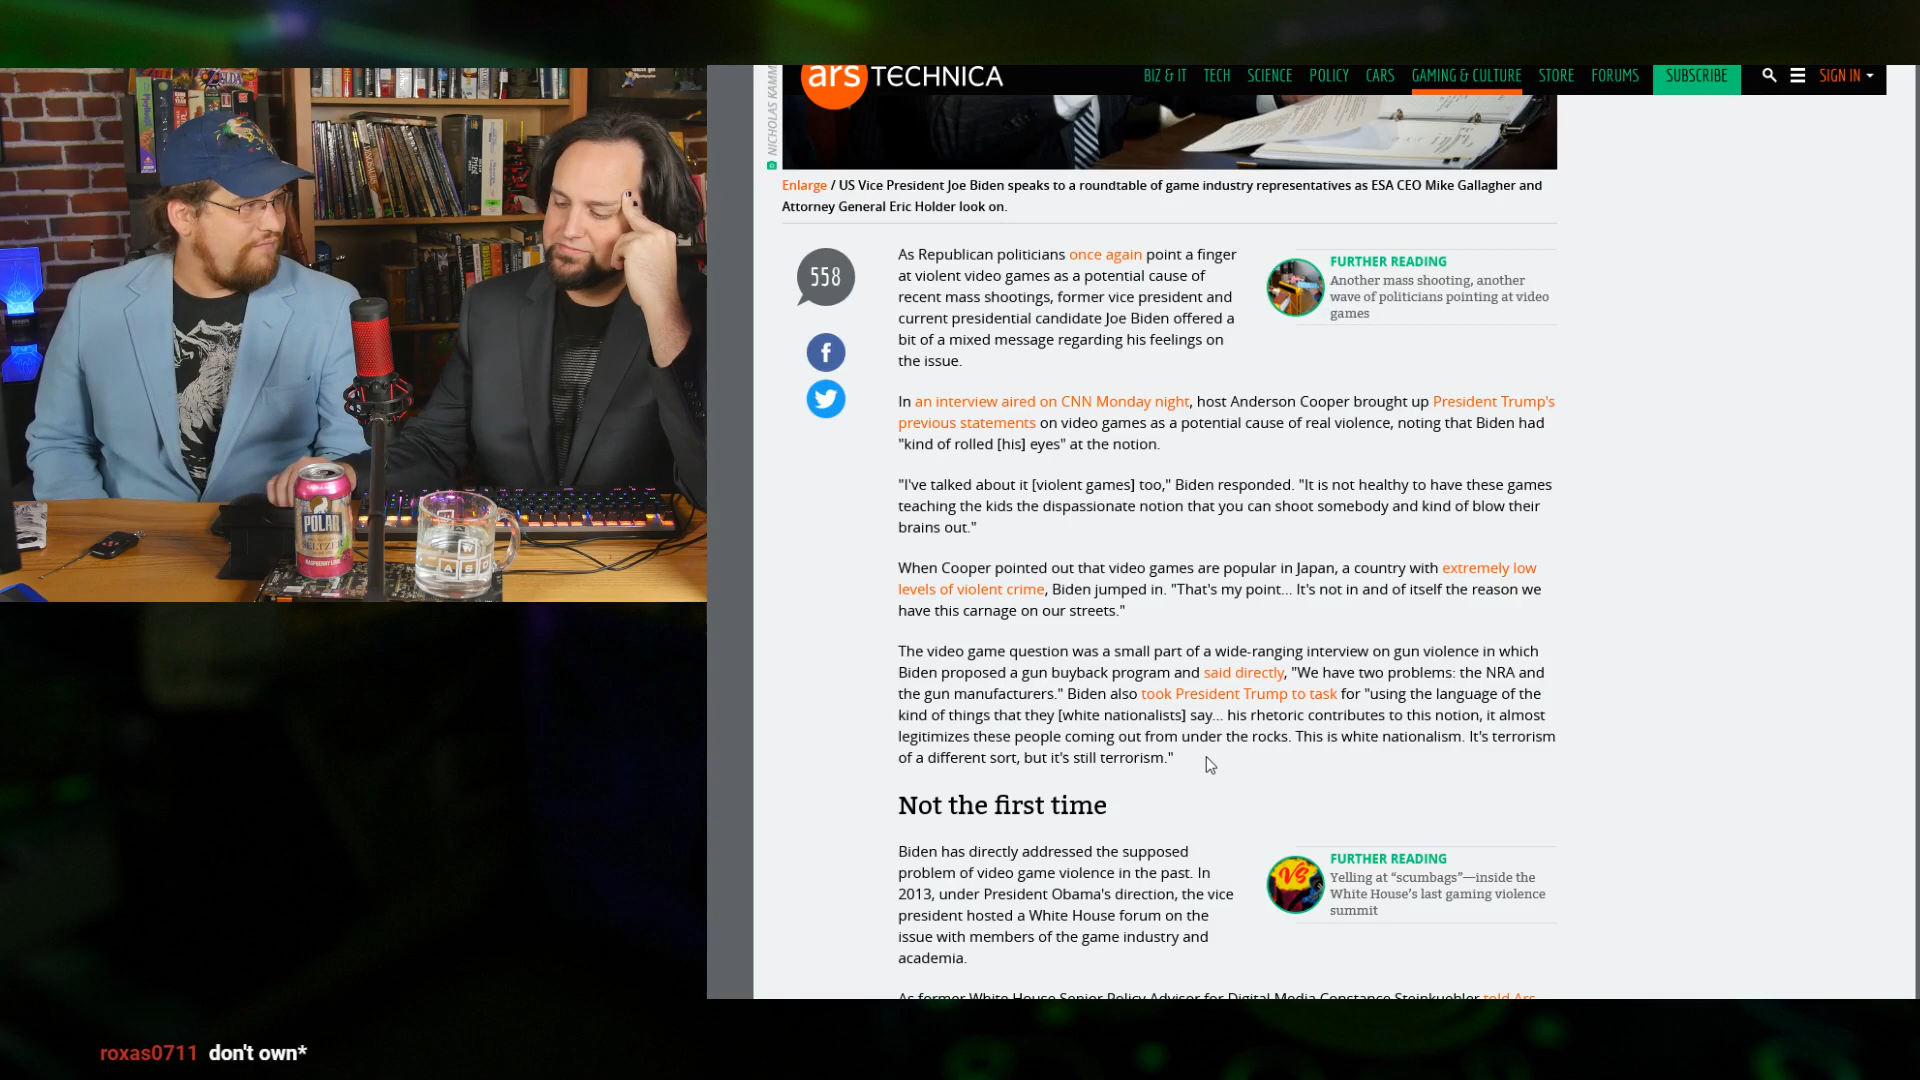 ars TECHNICA
BIZ & IT TECH SCIENCE POLICY CARS GAMING & CULTURE STORE FORUMS SUBSCRIBE SIGN IN
Enlarge / US Vice President Joe Biden speaks to a roundtable of game industry representatives as ESA CEO Mike Gallagher and
Attorney General Eric Holder look on.
558
As Republican politicians once again point a finger
at violent video games as a potential cause of
recent mass shootings, former vice president and
current presidential candidate Joe Biden offered a
bit of a mixed message regarding his feelings on
the issue.
FURTHER READING
Another mass shooting, another
wave of politicians pointing at video
games
In an interview aired on CNN Monday night, host Anderson Cooper brought up President Trump's
previous statements on video games as a potential cause of real violence, noting that Biden had
"kind of rolled [his] eyes" at the notion.
"I've talked about it [violent games] too," Biden responded. "It is not healthy to have these games
teaching the kids the dispassionate notion that you can shoot somebody and kind of blow their
brains out."
When Cooper pointed out that video games are popular in Japan, a country with extremely low
levels of violent crime, Biden jumped in. "That's my point... It's not in and of itself the reason we
have this carnage on our streets."
The video game question was a small part of a wide-ranging interview on gun violence in which
Biden proposed a gun buyback program and said directly, "We have two problems: the NRA and
the gun manufacturers." Biden also took President Trump to task for "using the language of the
kind of things that they [white nationalists] say... his rhetoric contributes to this notion, it almost
legitimizes these people coming out from under the rocks. This is white nationalism. It's terrorism
of a different sort, but it's still terrorism."
Not the first time
Biden has directly addressed the supposed
problem of video game violence in the past. In
2013, under President Obama's direction, the vice
president hosted a White House forum on the
issue with members of the game industry and
academia.
FURTHER READING
VS
Yelling at “scumbags”—inside the
White House’s last gaming violence
summit
As former White House Senior Policy Advisor for Digital Media Constance Steinkuehler told Ars
NICHOLAS KAMM
POLAR
SELTZER
W
A S D
roxas0711 don't own*